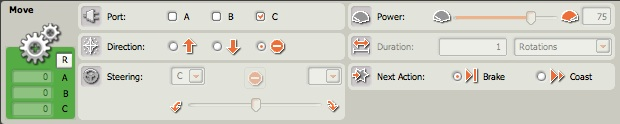 Move
R
0 A
0 B
0 C
Port: A B C
Direction:
Steering: C
Power: 75
Duration: 1 Rotations
Next Action: Brake Coast